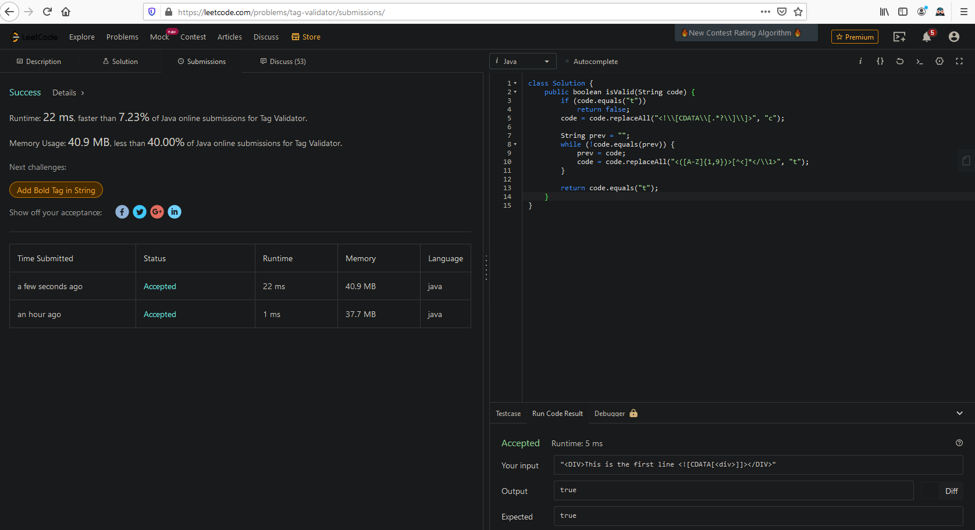 https://leetcode.com/problems/tag-validator/submissions/
LeetCode Explore Problems Mock Contest Articles Discuss Store
New Contest Rating Algorithm
Premium
5
Description Solution Submissions Discuss (53)
i Java Autocomplete
Success Details >
Runtime: 22 ms, faster than 7.23% of Java online submissions for Tag Validator.
Memory Usage: 40.9 MB, less than 40.00% of Java online submissions for Tag Validator.
Next challenges:
Add Bold Tag in String
Show off your acceptance:
Time Submitted Status Runtime Memory Language
a few seconds ago Accepted 22 ms 40.9 MB java
an hour ago Accepted 1 ms 37.7 MB java
1 class Solution {
2 public boolean isValid(String code) {
3 if (code.equals("t"))
4 return false;
5 code = code.replaceAll("<!\\[CDATA\\[.*?\\]\\]>", "c");
6
7 String prev = "";
8 while (!code.equals(prev)) {
9 prev = code;
10 code = code.replaceAll("<([A-Z]{1,9})>[^<]*</\\1>", "t");
11 }
12
13 return code.equals("t");
14 }
15 }
Testcase Run Code Result Debugger
Accepted Runtime: 5 ms
Your input "<DIV>This is the first line <![CDATA[<div>]]></DIV>"
Output true Diff
Expected true